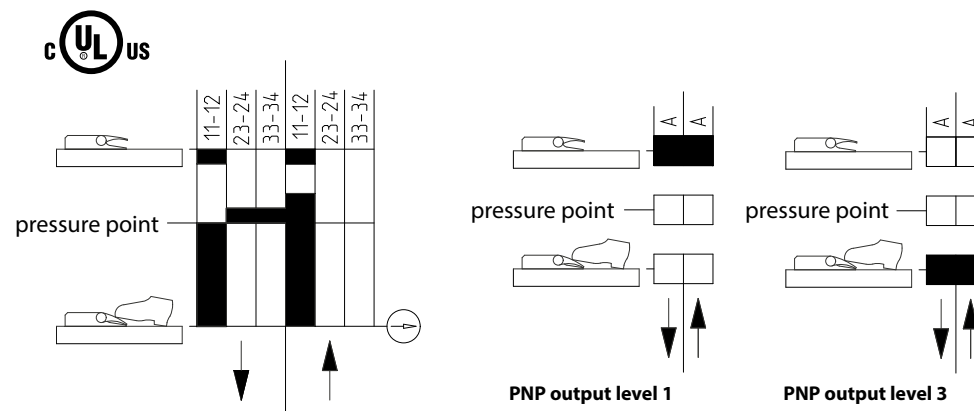 c UL ® US
11-12
23-24
33-34
11-12
23-24
33-34
pressure point
A
A
pressure point
PNP output level 1
A
A
pressure point
PNP output level 3